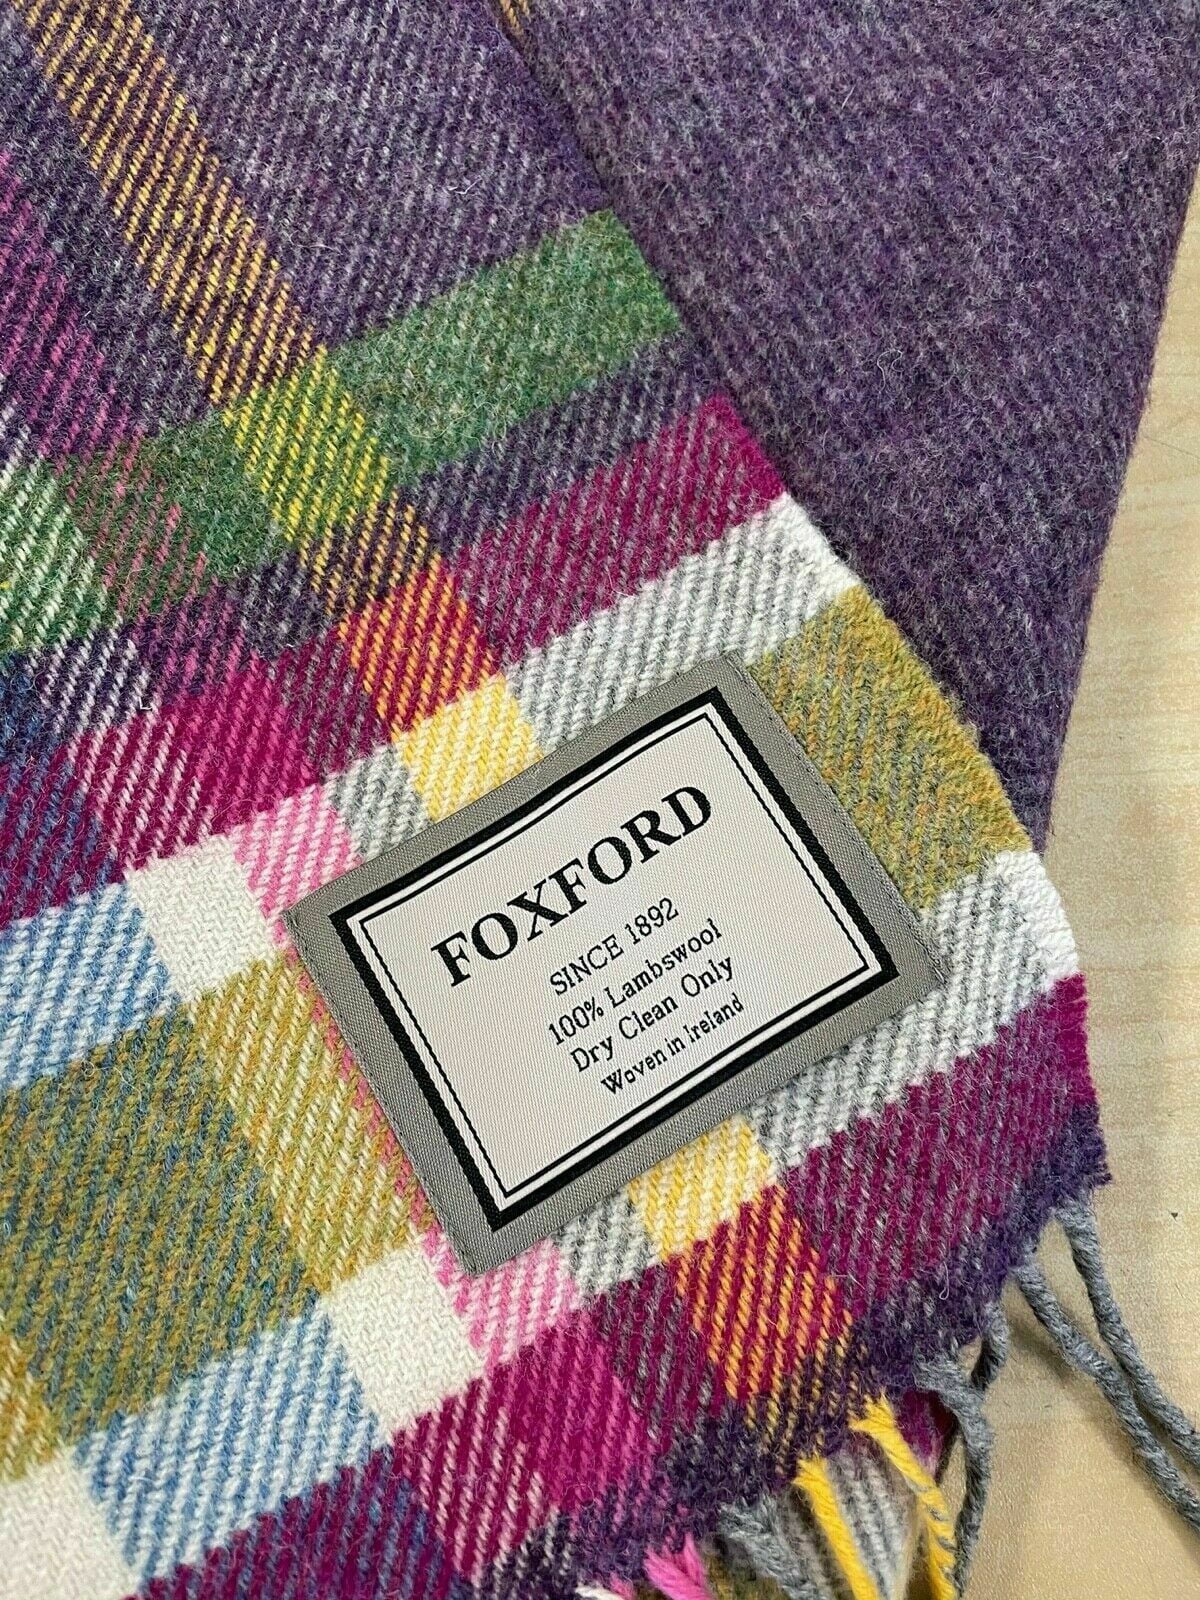 FOXFORD
SINCE 1892
100% Lambswool
Dry Clean Only
Woven in Ireland